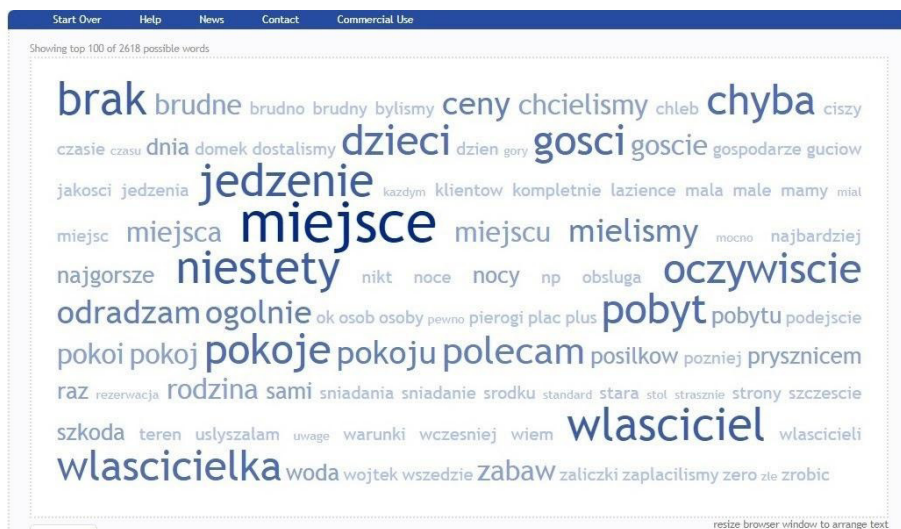 Start Over Help News Contact Commercial Use
Showing top 100 of 2618 possible words
brak brudne brudno brudny bylismy ceny chcielismy chleb chyba ciszy
czasie czasu dnia domek dostalismy dzieci dzien gory gosci goscie gospodarze guciow
jakosci jedzenia jedzenie kazdym klientow kompletnie lazience mala male mamy mial
miejsc miejsca miejsce miejscu mielismy mocno najbardziej
najgorsze niestety nikt noce nocy np obsluga oczywiscie
odradzam ogolnie ok osob osoby pewno pierogi plac plus pobyt pobytu podejscie
pokoi pokoj pokoje pokoju polecam posilkow pozniej prysznicem
raz rezerwacja rodzina sami sniadania sniadanie srodku standard stara stol strasznie strony szczescie
szkoda teren uslyszalam uwage warunki wczesniej wiem wlasciciel wlascicieli
wlascicielka woda wojtek wszedzie zabaw zaliczki zaplacilismy zero zle zrobic
resize browser window to arrange text